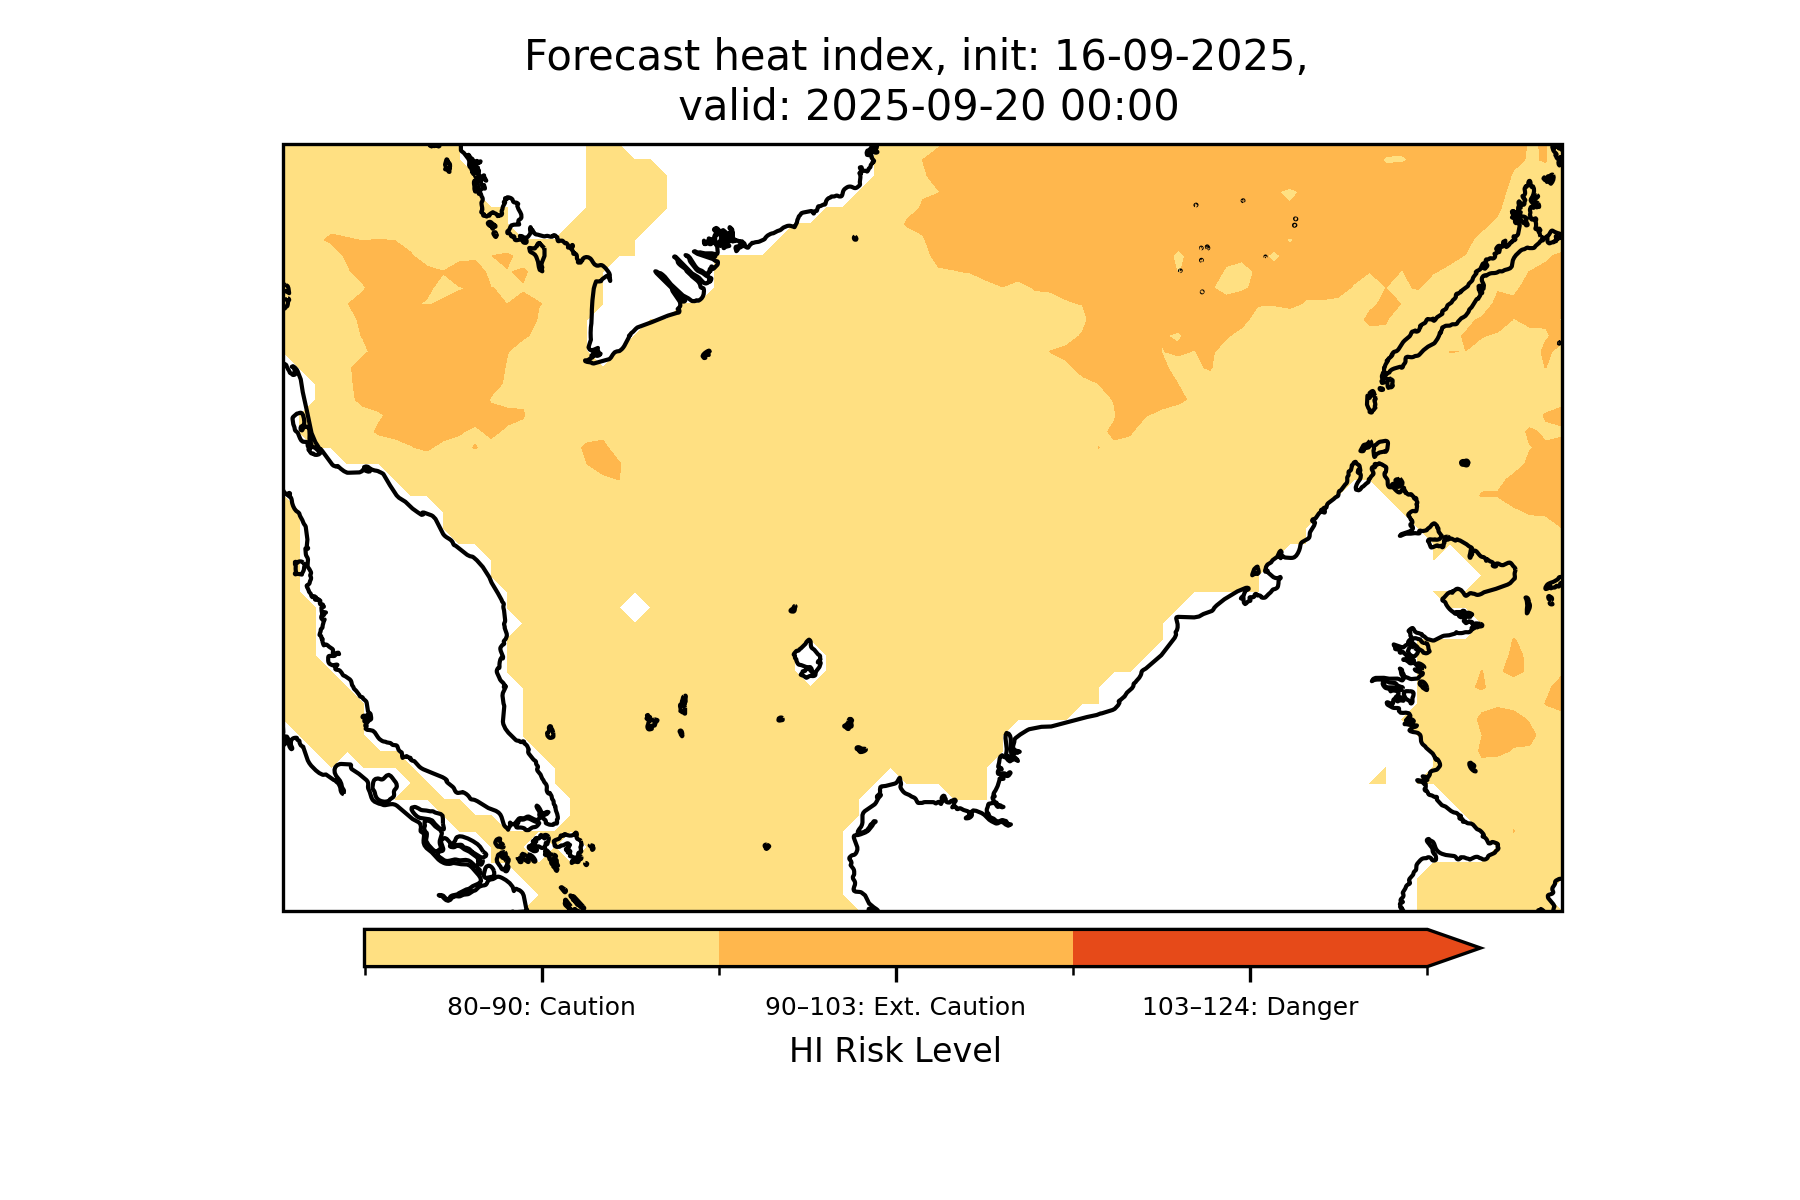 Forecast heat index, init: 16-09-2025,
valid: 2025-09-20 00:00
80–90: Caution
90–103: Ext. Caution
103–124: Danger
HI Risk Level